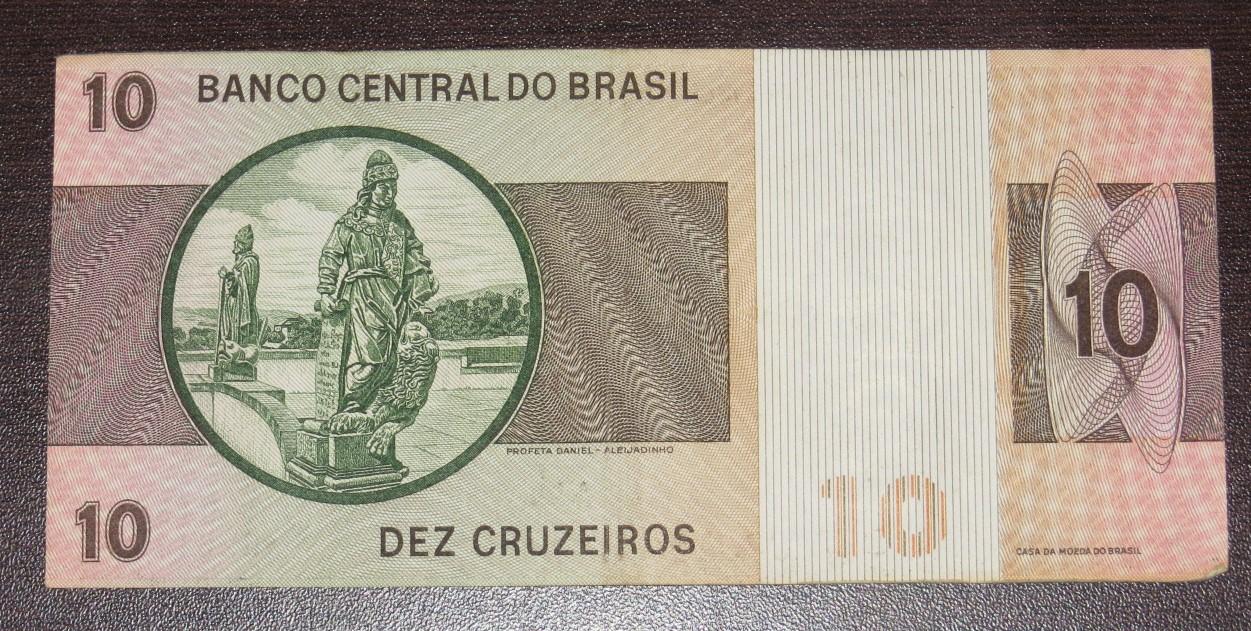 10
BANCO CENTRAL DO BRASIL
10
PROFETA DANIEL - ALEIJADINHO
10
DEZ CRUZEIROS
10
CASA DA MOEDA DO BRASIL